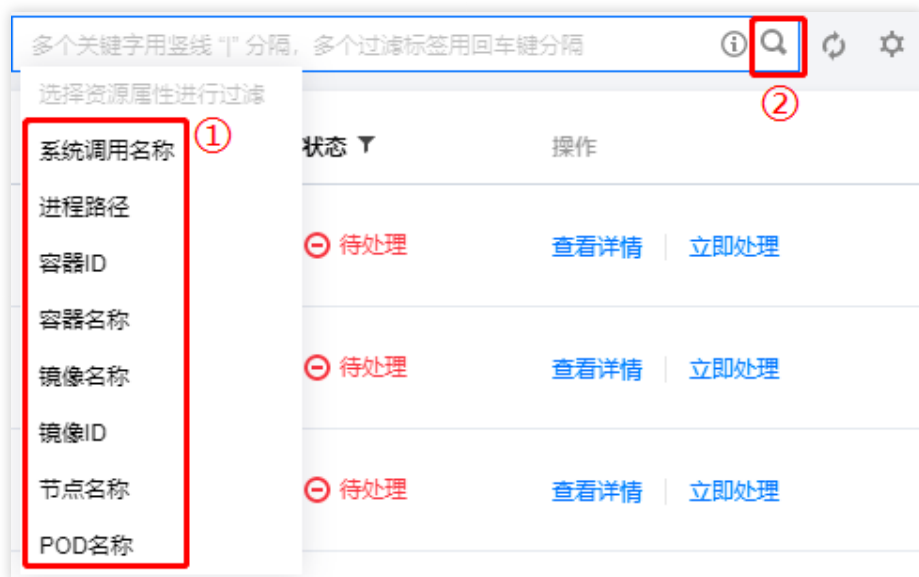 多个关键字用竖线 “|” 分隔，多个过滤标签用回车键分隔
②
选择资源属性进行过滤
①
系统调用名称
状态
操作
进程路径
待处理
查看详情
立即处理
容器ID
容器名称
镜像名称
待处理
查看详情
立即处理
镜像ID
节点名称
待处理
查看详情
立即处理
POD名称